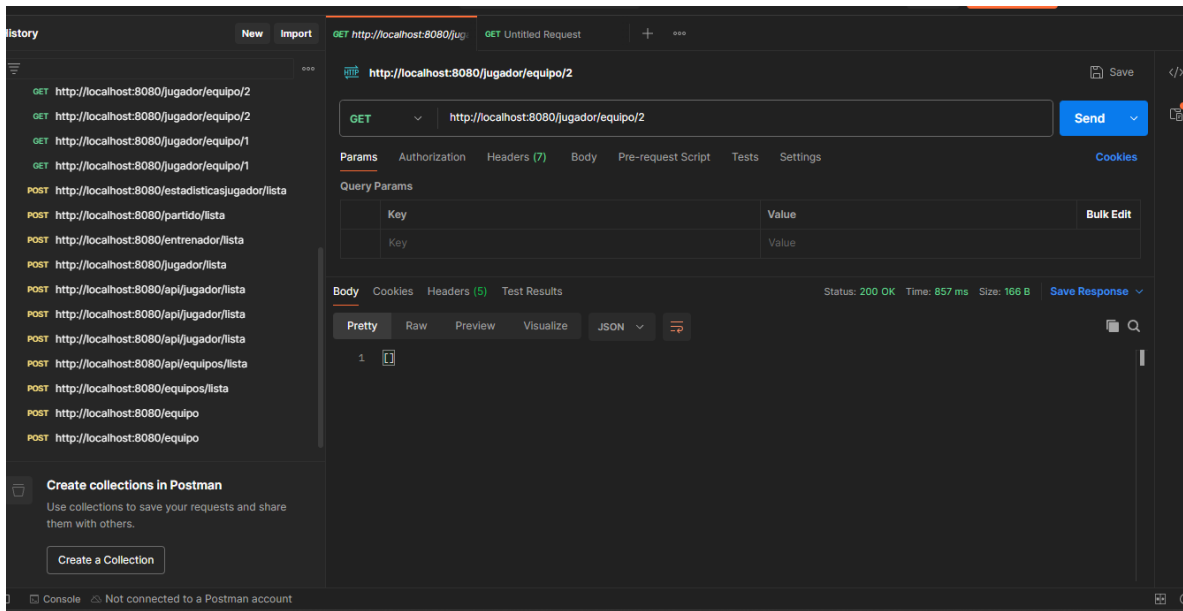 History New Import
GET http://localhost:8080/jug GET Untitled Request
HTTP http://localhost:8080/jugador/equipo/2 Save
GET http://localhost:8080/jugador/equipo/2
GET http://localhost:8080/jugador/equipo/2
GET http://localhost:8080/jugador/equipo/1
GET http://localhost:8080/jugador/equipo/1
POST http://localhost:8080/estadisticasjugador/lista
POST http://localhost:8080/partido/lista
POST http://localhost:8080/entrenador/lista
POST http://localhost:8080/jugador/lista
POST http://localhost:8080/api/jugador/lista
POST http://localhost:8080/api/jugador/lista
POST http://localhost:8080/api/jugador/lista
POST http://localhost:8080/api/equipos/lista
POST http://localhost:8080/equipos/lista
POST http://localhost:8080/equipo
POST http://localhost:8080/equipo
Create collections in Postman
Use collections to save your requests and share
them with others.
Create a Collection
GET http://localhost:8080/jugador/equipo/2 Send
Params Authorization Headers (7) Body Pre-request Script Tests Settings Cookies
Query Params
Key Value Bulk Edit
Key Value
Body Cookies Headers (5) Test Results Status: 200 OK Time: 857 ms Size: 166 B Save Response
Pretty Raw Preview Visualize JSON
1 []
Console Not connected to a Postman account